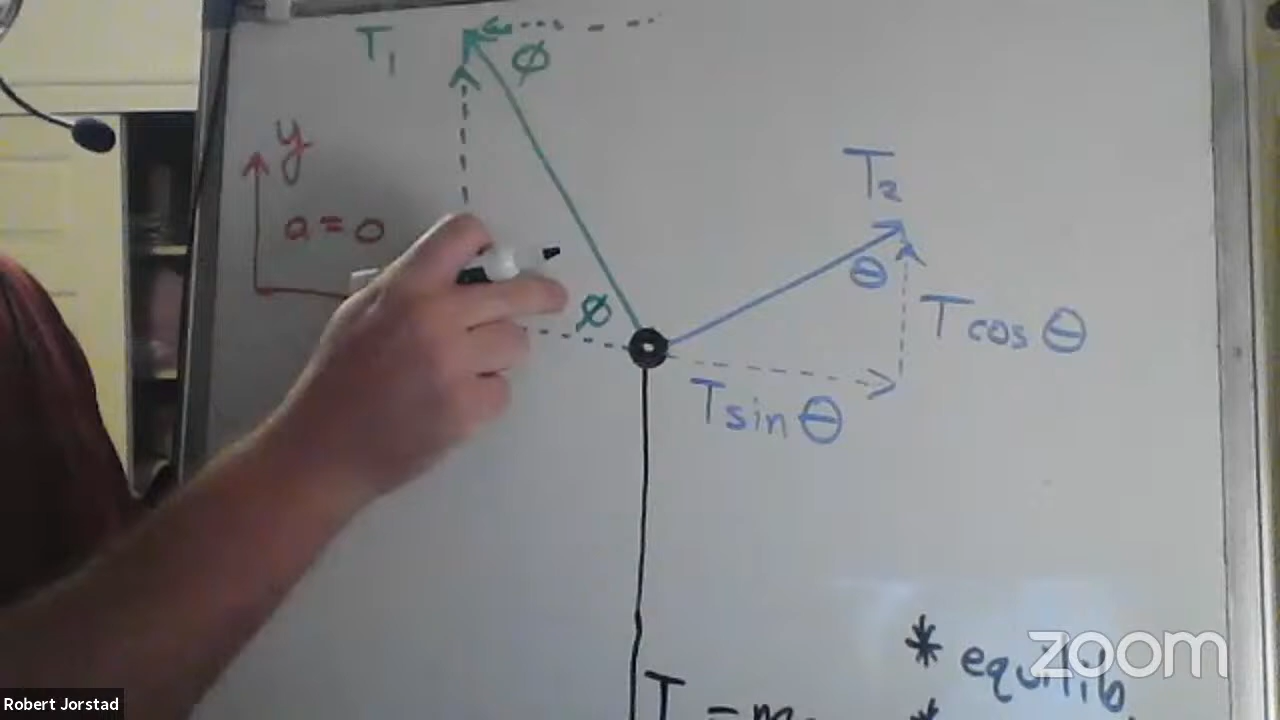 T₁
ϕ
y
a = 0
T₂
θ
ϕ
T cos θ
T sin θ
* equilib
T = m
*
zoom
Robert Jorstad